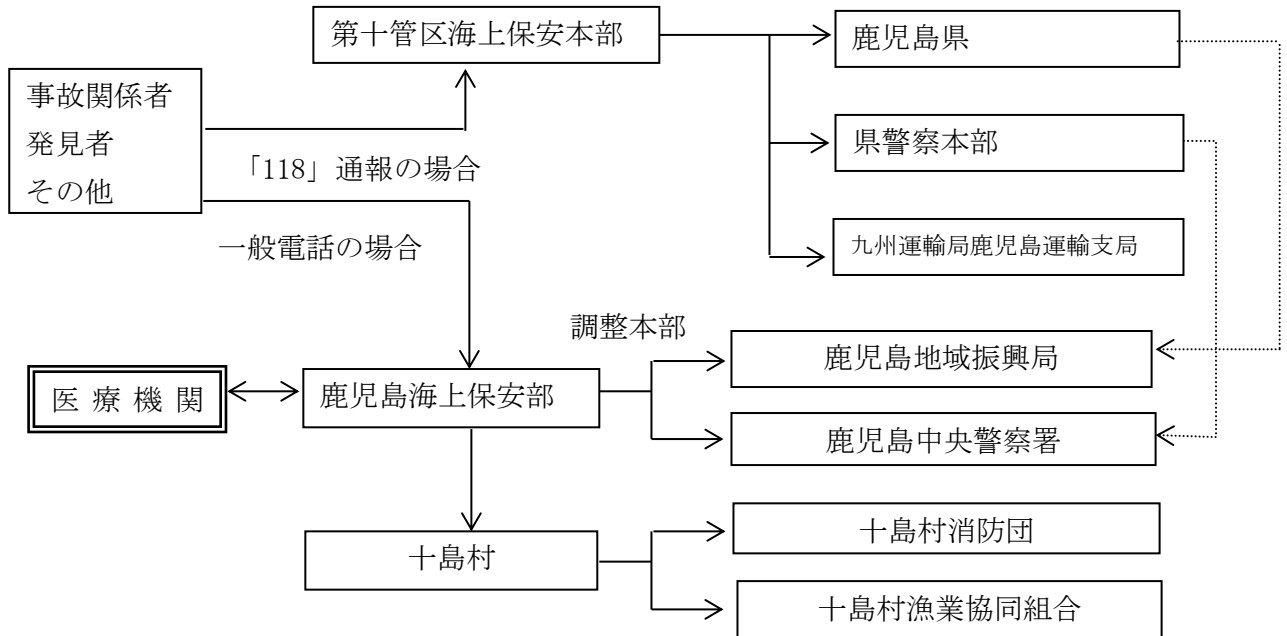 第十管区海上保安本部
鹿児島県
事故関係者
発見者
その他
県警察本部
「118」通報の場合
一般電話の場合
九州運輸局鹿児島運輸支局
調整本部
鹿児島地域振興局
医療機関
鹿児島海上保安部
鹿児島中央警察署
十島村消防団
十島村
十島村漁業協同組合